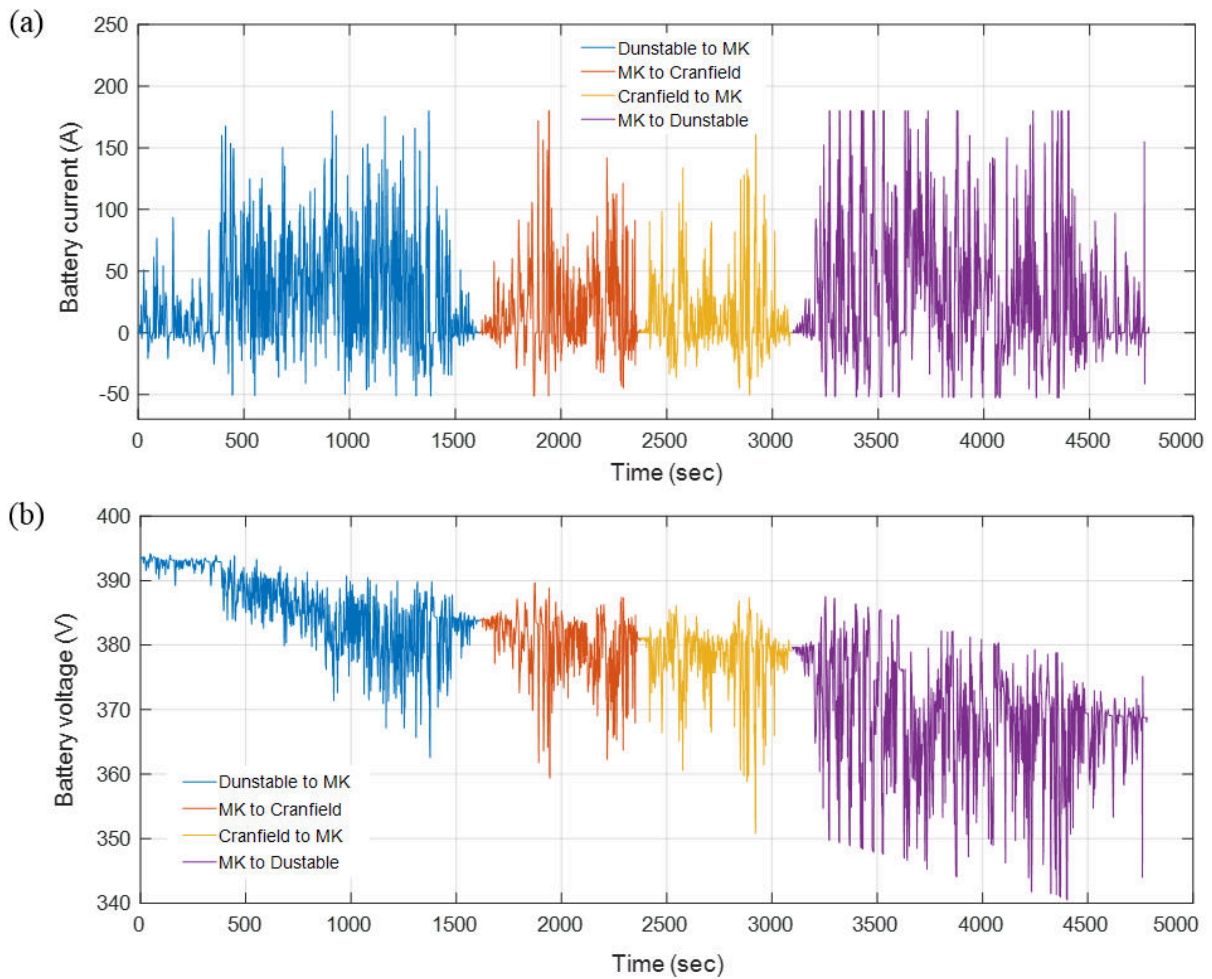 (a)
250
200
150
100
50
0
-50
Battery current (A)
Dunstable to MK
MK to Cranfield
Cranfield to MK
MK to Dunstable
0 500 1000 1500 2000 2500 3000 3500 4000 4500 5000
Time (sec)
(b)
400
390
380
370
360
350
340
Battery voltage (V)
Dunstable to MK
MK to Cranfield
Cranfield to MK
MK to Dustable
0 500 1000 1500 2000 2500 3000 3500 4000 4500 5000
Time (sec)